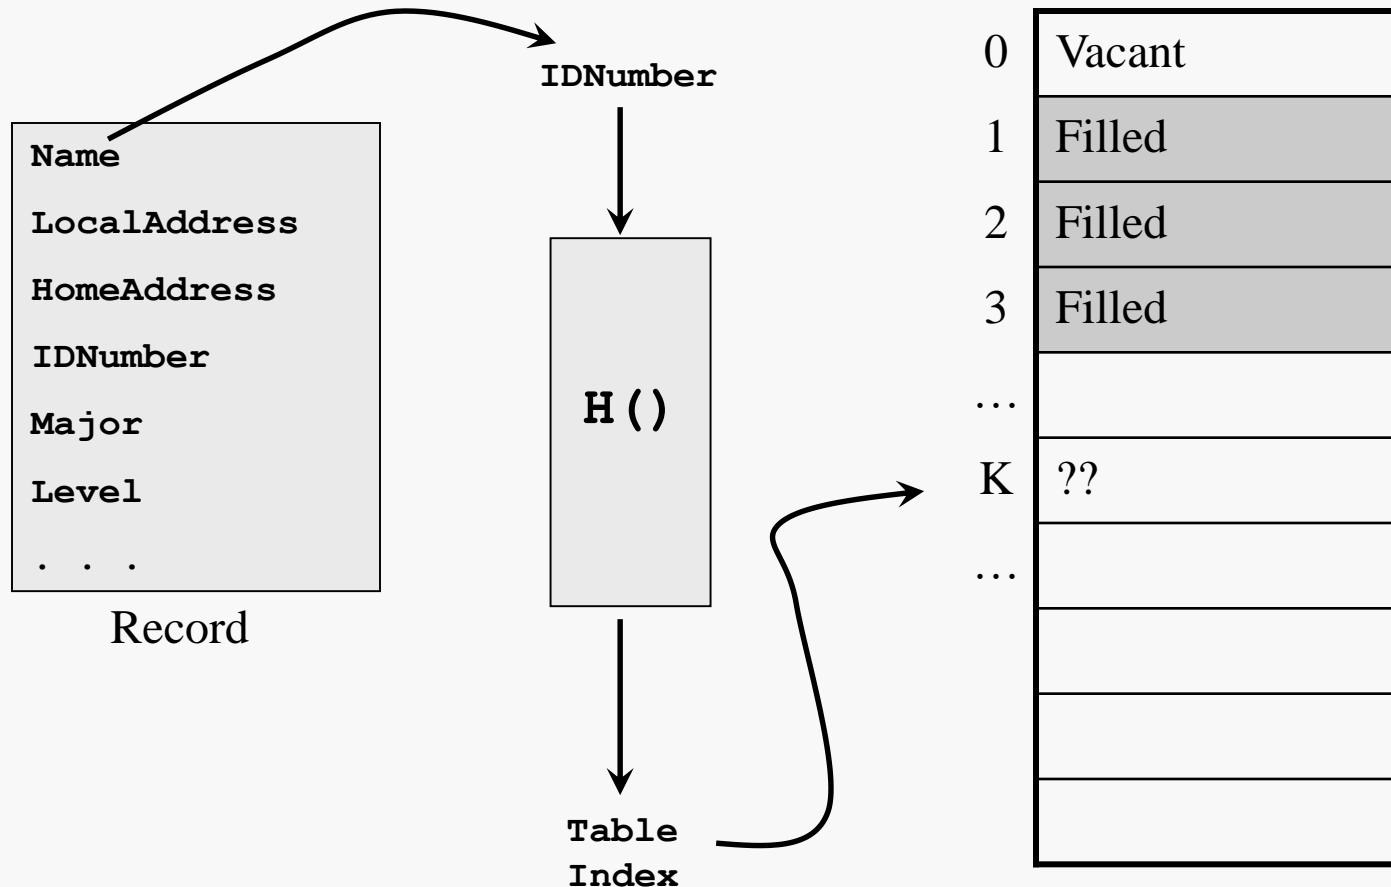 IDNumber
Name
LocalAddress
HomeAddress
IDNumber
Major
Level
. . .
Record
H()
Table
Index
0 Vacant
1 Filled
2 Filled
3 Filled
…
K ??
…